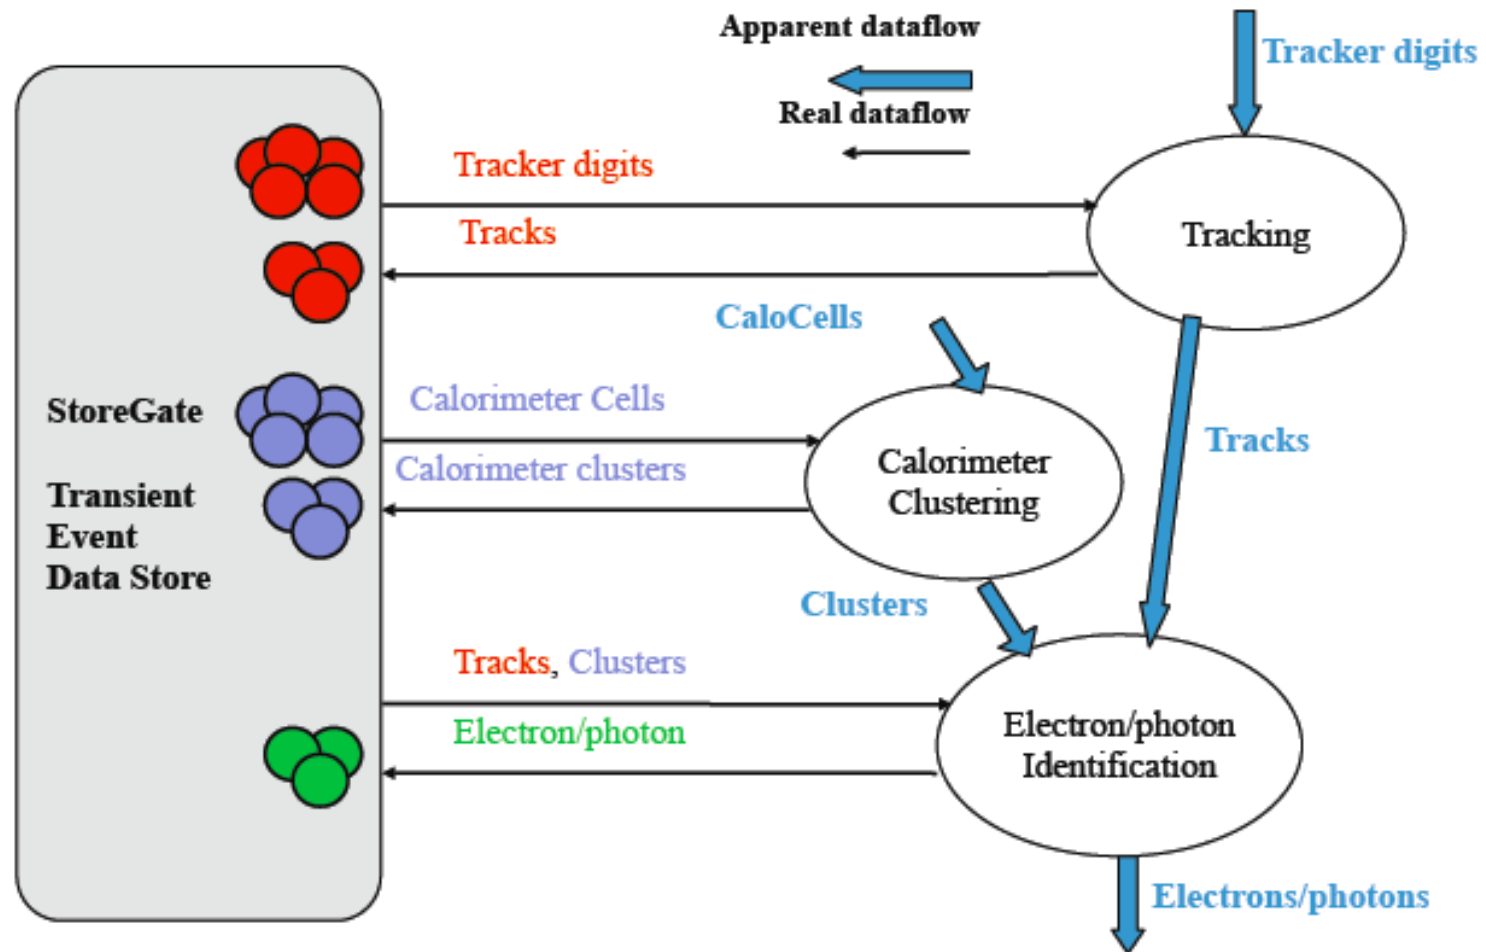 Apparent dataflow
Tracker digits
Real dataflow
Tracker digits
Tracks
Tracking
CaloCells
StoreGate
Calorimeter Cells
Calorimeter clusters
Calorimeter
Clustering
Tracks
Transient
Event
Data Store
Clusters
Tracks, Clusters
Electron/photon
Electron/photon
Identification
Electrons/photons